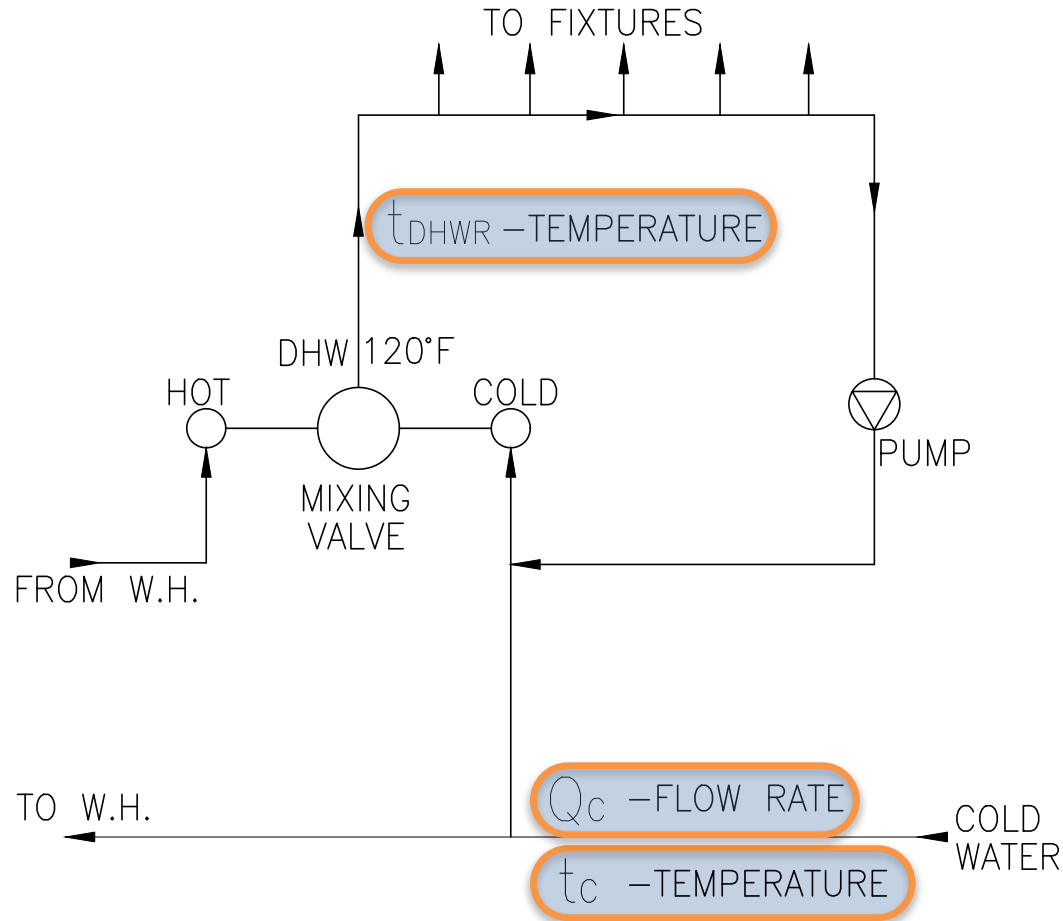 TO FIXTURES
tDHWR -TEMPERATURE
DHW 120°F
HOT
COLD
PUMP
MIXING
VALVE
FROM W.H.
TO W.H.
QC -FLOW RATE
COLD
WATER
tC -TEMPERATURE